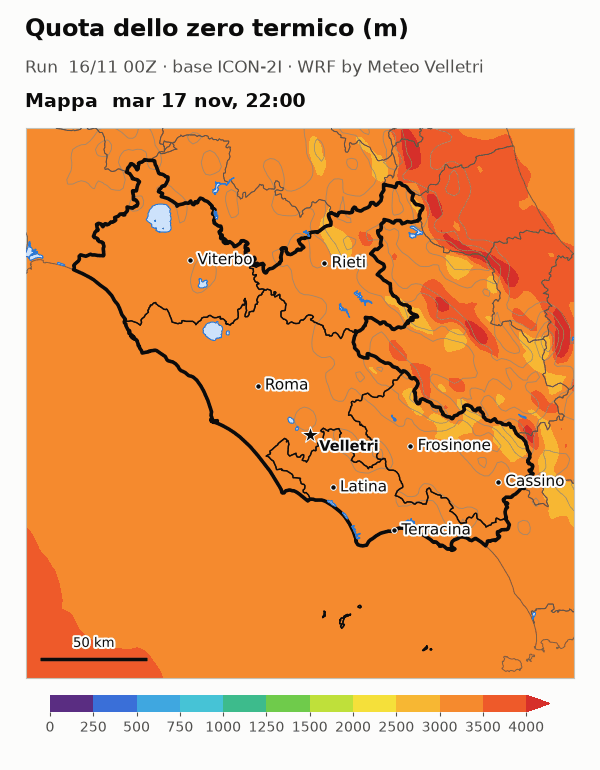 Quota dello zero termico (m)
Run  16/11 00Z · base ICON-2I · WRF by Meteo Velletri
Mappa  mar 17 nov, 22:00
Viterbo
Rieti
Roma
Velletri
Frosinone
Cassino
Latina
Terracina
50 km
0 250 500 750 1000 1250 1500 2000 2500 3000 3500 4000